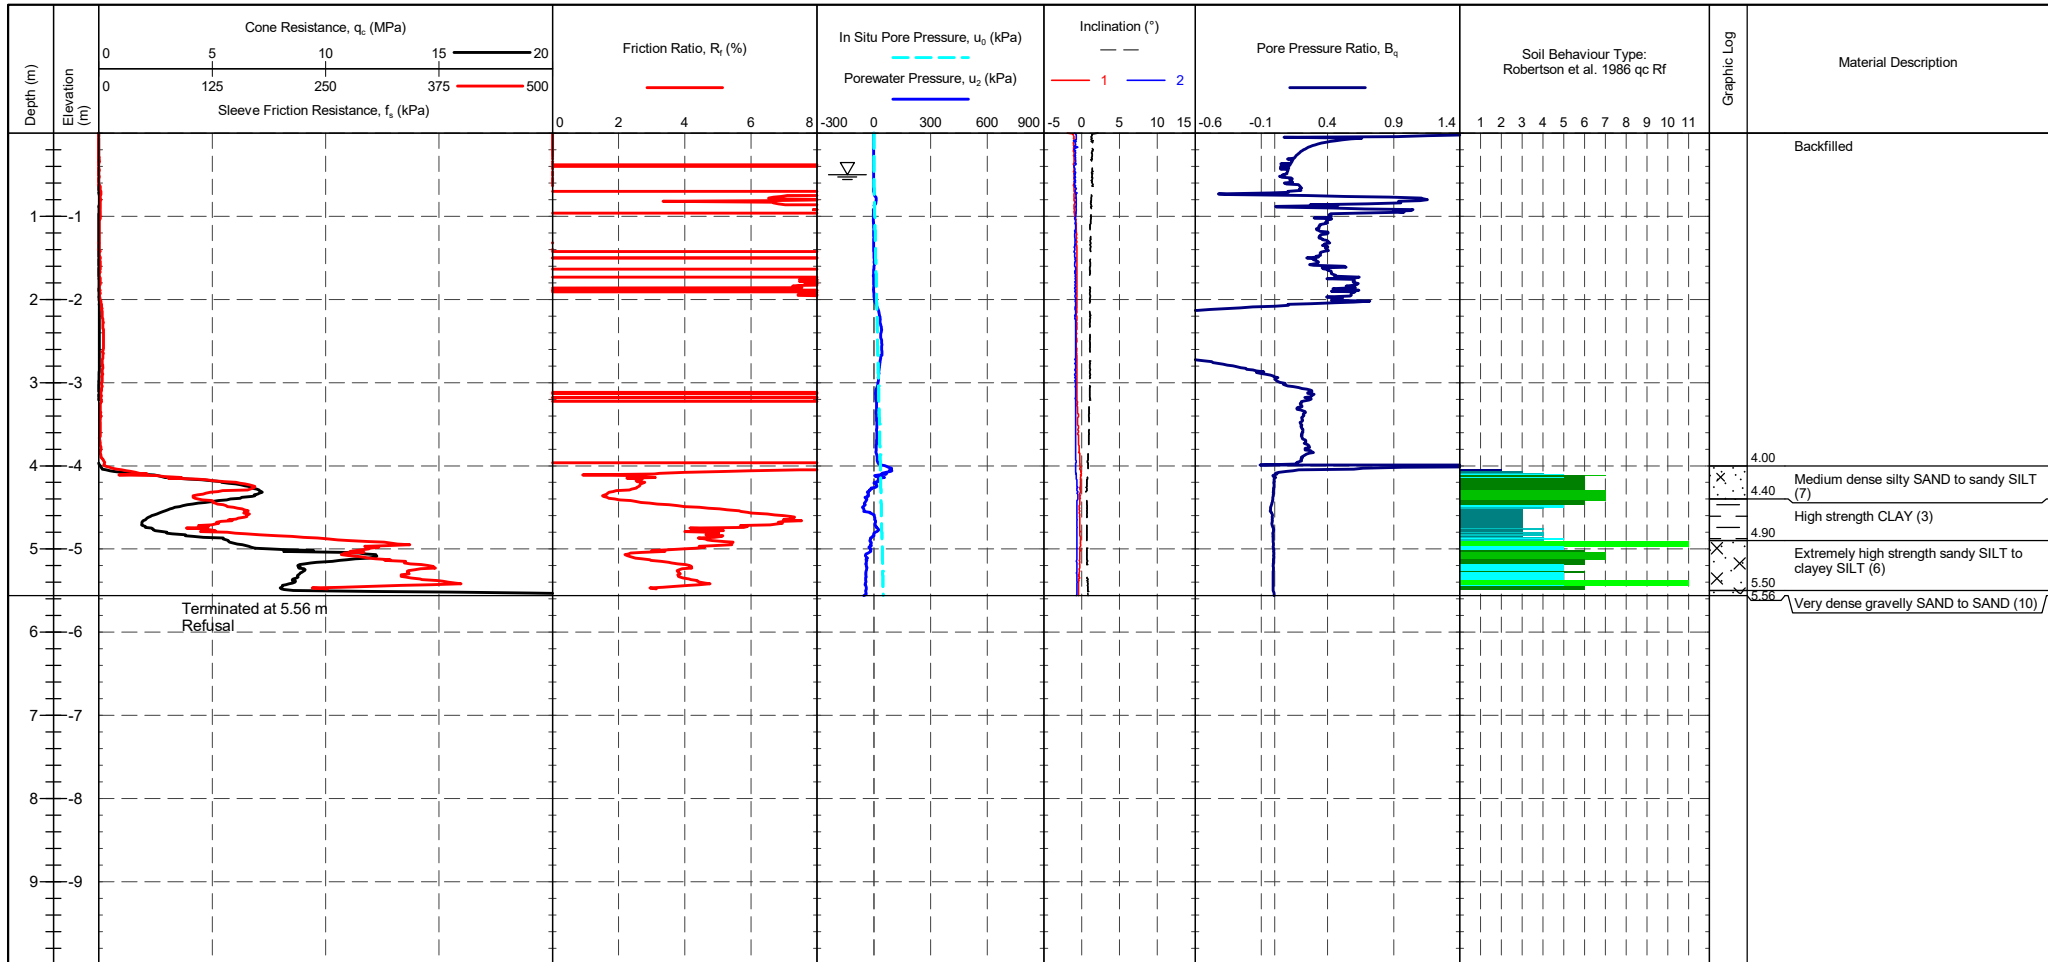 Depth (m)
Elevation
(m)
Cone Resistance, qc (MPa)
0 5 10 15 20
0 125 250 375 500
Sleeve Friction Resistance, fs (kPa)
Friction Ratio, Rf (%)
0 2 4 6 8
In Situ Pore Pressure, u0 (kPa)
Porewater Pressure, u2 (kPa)
-300 0 300 600 900
Inclination (°)
1 2
-5 0 5 10 15
Pore Pressure Ratio, Bq
-0.6 -0.1 0.4 0.9 1.4
Soil Behaviour Type:
Robertson et al. 1986 qc Rf
1 2 3 4 5 6 7 8 9 10 11
Graphic Log
Material Description
Backfilled
1 -1
2 -2
3 -3
4 -4
4.00
Medium dense silty SAND to sandy SILT
(7)
4.40
High strength CLAY (3)
4.90
5 -5
Extremely high strength sandy SILT to
clayey SILT (6)
5.50
5.56
Very dense gravelly SAND to SAND (10)
Terminated at 5.56 m
Refusal
6 -6
7 -7
8 -8
9 -9